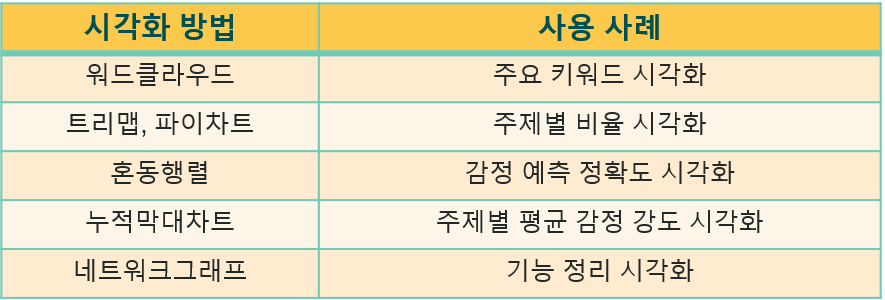 시각화 방법 사용 사례
워드클라우드 주요 키워드 시각화
트리맵, 파이차트 주제별 비율 시각화
혼동행렬 감정 예측 정확도 시각화
누적막대차트 주제별 평균 감정 강도 시각화
네트워크그래프 기능 정리 시각화